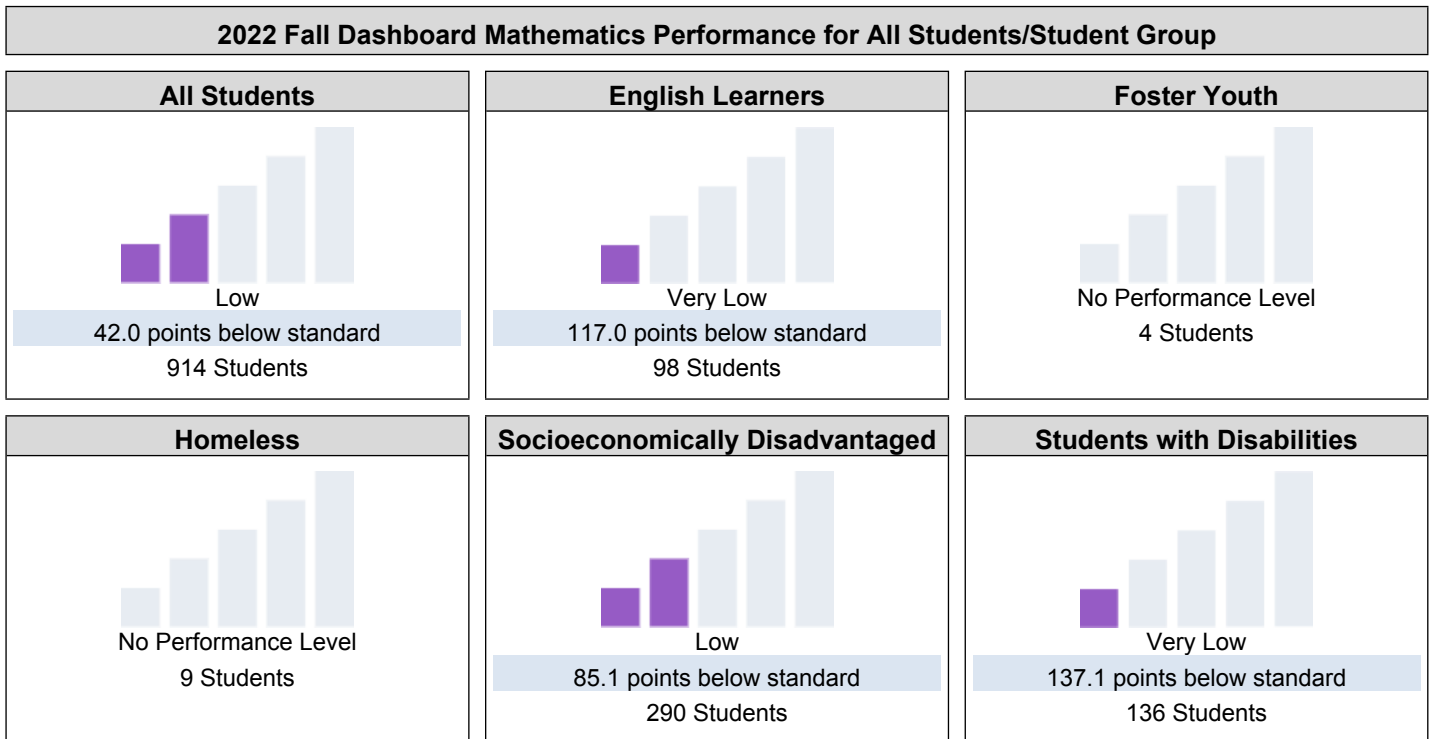 2022 Fall Dashboard Mathematics Performance for All Students/Student Group
All Students
Low
42.0 points below standard
914 Students
English Learners
Very Low
117.0 points below standard
98 Students
Foster Youth
No Performance Level
4 Students
Homeless
No Performance Level
9 Students
Socioeconomically Disadvantaged
Low
85.1 points below standard
290 Students
Students with Disabilities
Very Low
137.1 points below standard
136 Students